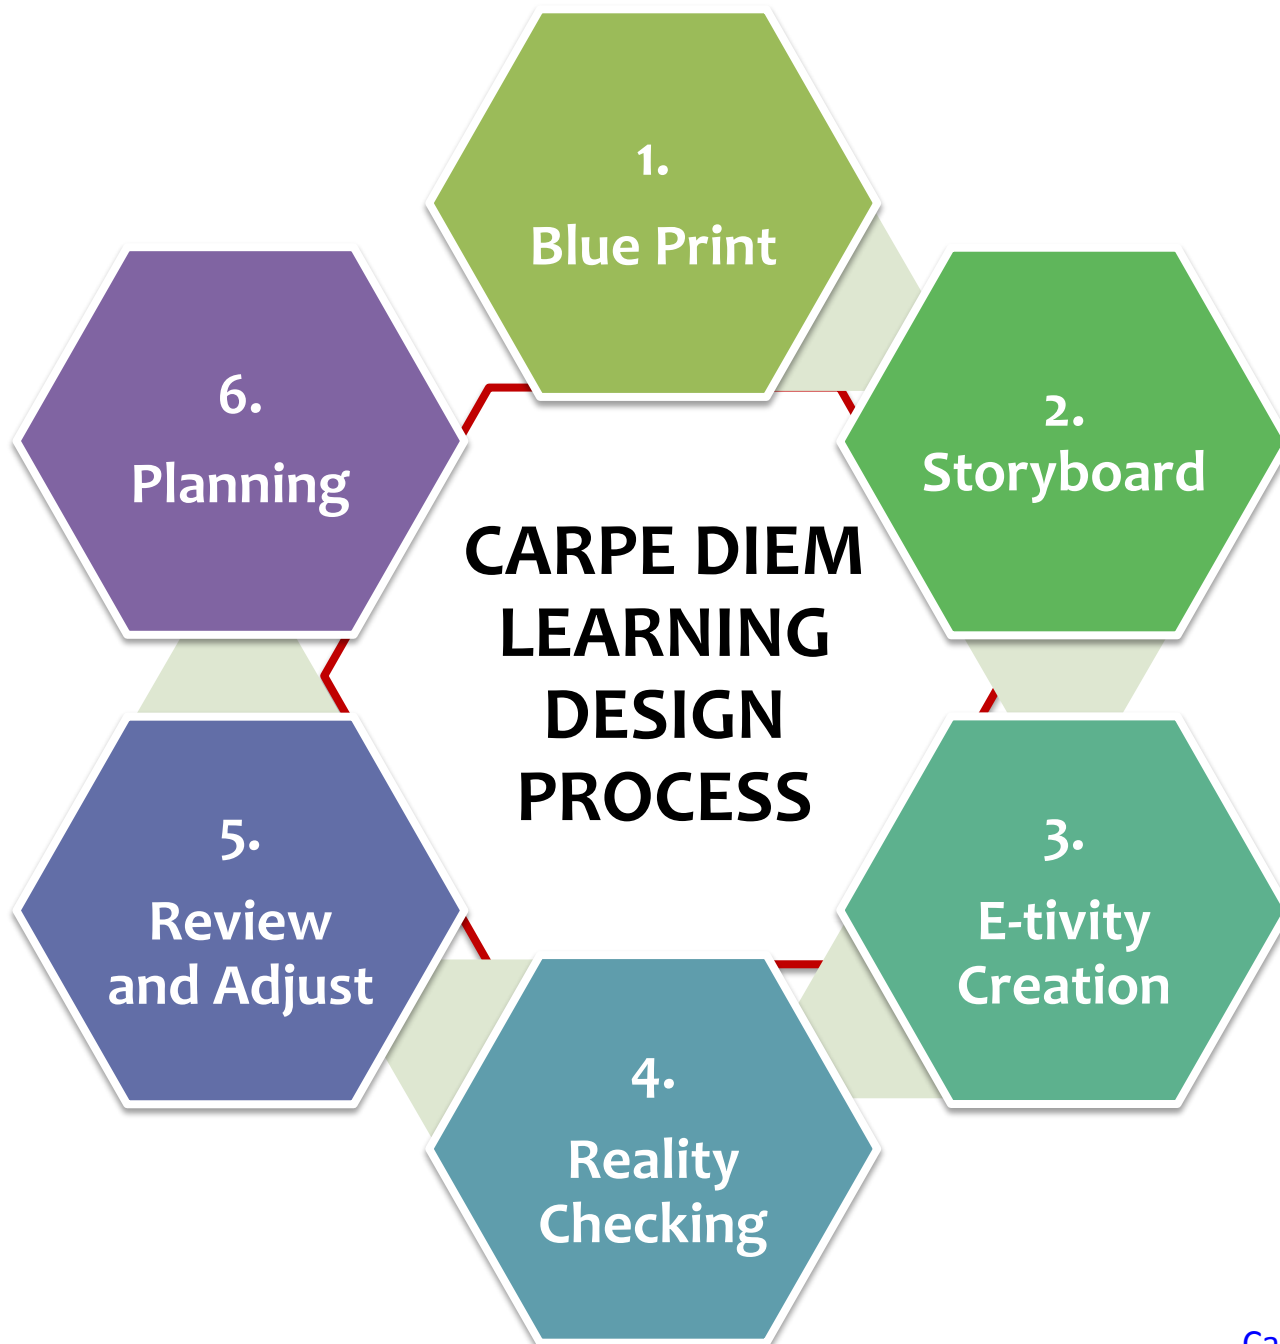 1.
Blue Print
2.
Storyboard
3.
E-tivity
Creation
4.
Reality
Checking
5.
Review
and Adjust
6.
Planning
CARPE DIEM
LEARNING
DESIGN
PROCESS